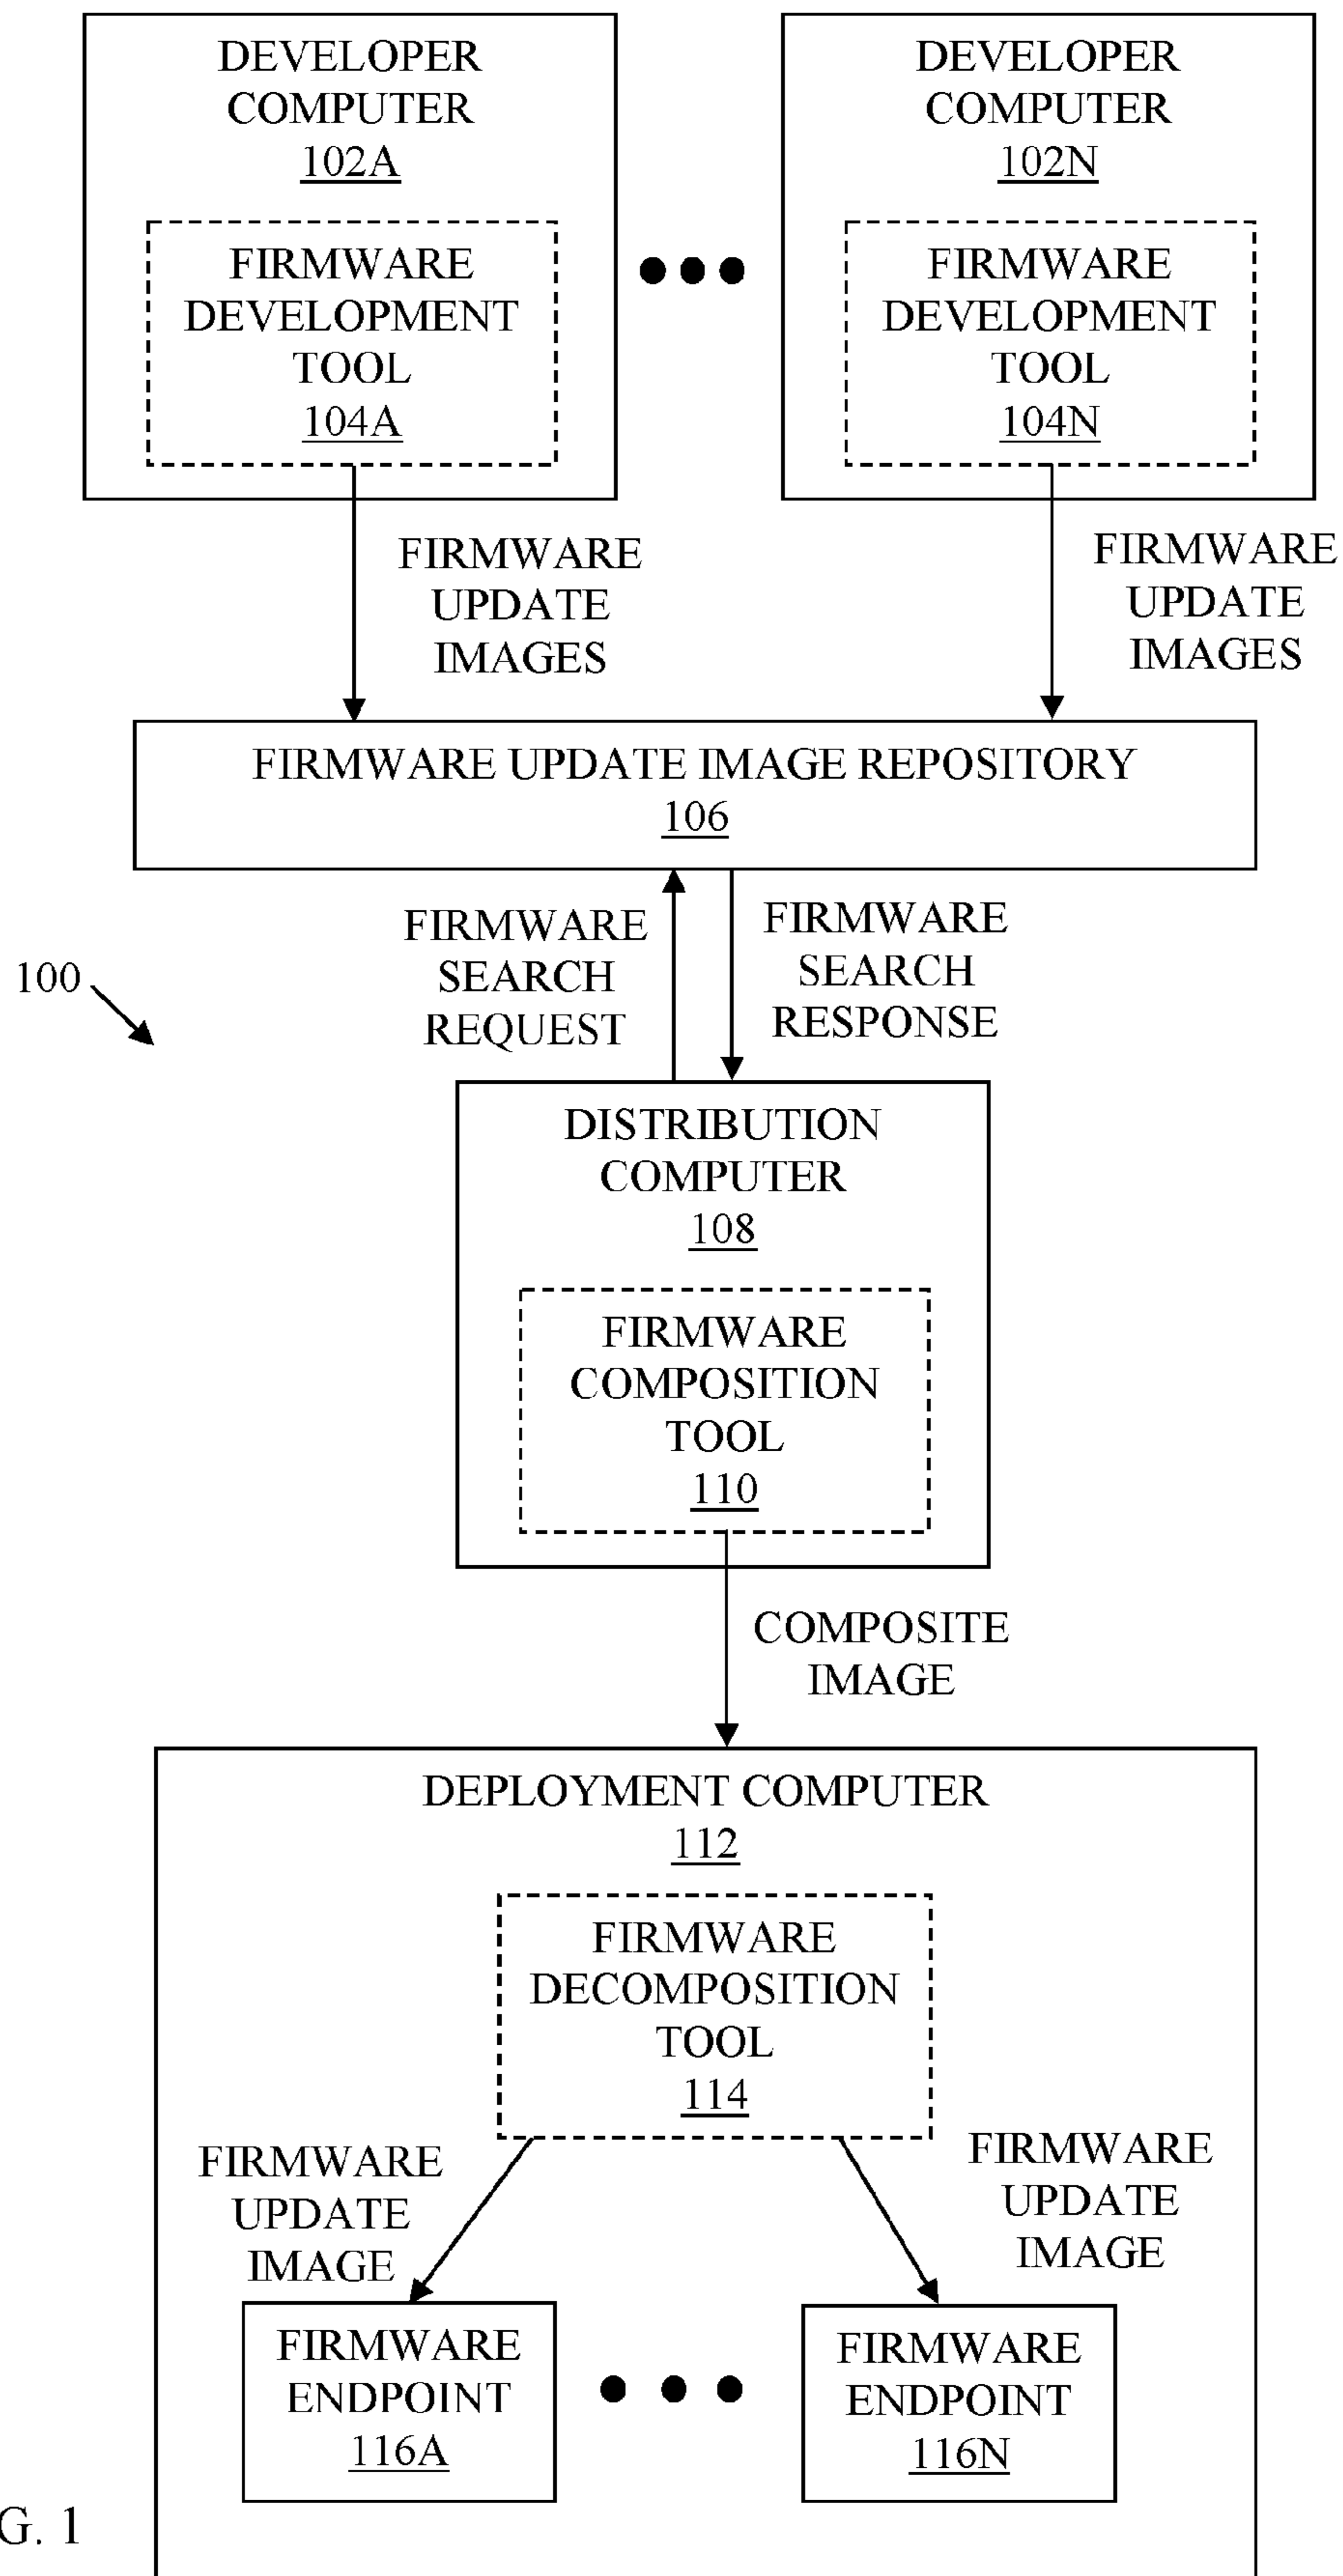 DEVELOPER
COMPUTER
102A
FIRMWARE
DEVELOPMENT
TOOL
104A
DEVELOPER
COMPUTER
102N
FIRMWARE
DEVELOPMENT
TOOL
104N
FIRMWARE
UPDATE
IMAGES
FIRMWARE
UPDATE
IMAGES
FIRMWARE UPDATE IMAGE REPOSITORY
106
FIRMWARE
SEARCH
REQUEST
FIRMWARE
SEARCH
RESPONSE
100
DISTRIBUTION
COMPUTER
108
FIRMWARE
COMPOSITION
TOOL
110
COMPOSITE
IMAGE
DEPLOYMENT COMPUTER
112
FIRMWARE
DECOMPOSITION
TOOL
114
FIRMWARE
UPDATE
IMAGE
FIRMWARE
UPDATE
IMAGE
FIRMWARE
ENDPOINT
116A
FIRMWARE
ENDPOINT
116N
G. 1